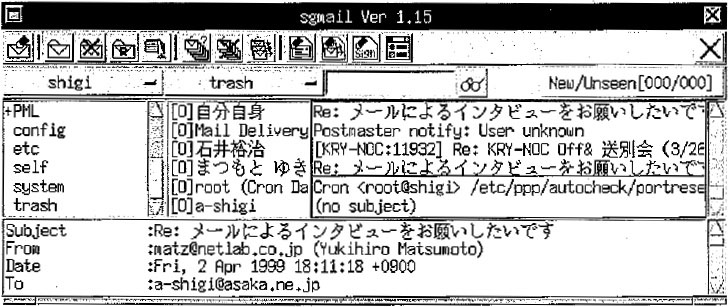 sgmail Ver 1.15
shigi trash New/Unseen[000/000]
+PML [0]自分自身 Re: メールによるインタビューをお願いしたいです
config [0]Mail Delivery Postmaster notify: User unknown
etc [0]石井裕治 [KRY-NOC:11932] Re: KRY-NOC Off& 送別会 (3/26
self [0]まつもと ゆき Re: メールによるインタビューをお願いしたいです
system [0]root (Cron Da Cron <root@shigi> /etc/ppp/autocheck/portrese
trash [0]a-shigi (no subject)
Subject :Re: メールによるインタビューをお願いしたいです
From :matz@netlab.co.jp (Yukihiro Matsumoto)
Date :Fri, 2 Apr 1999 18:11:18 +0900
To :a-shigi@asaka.ne.jp